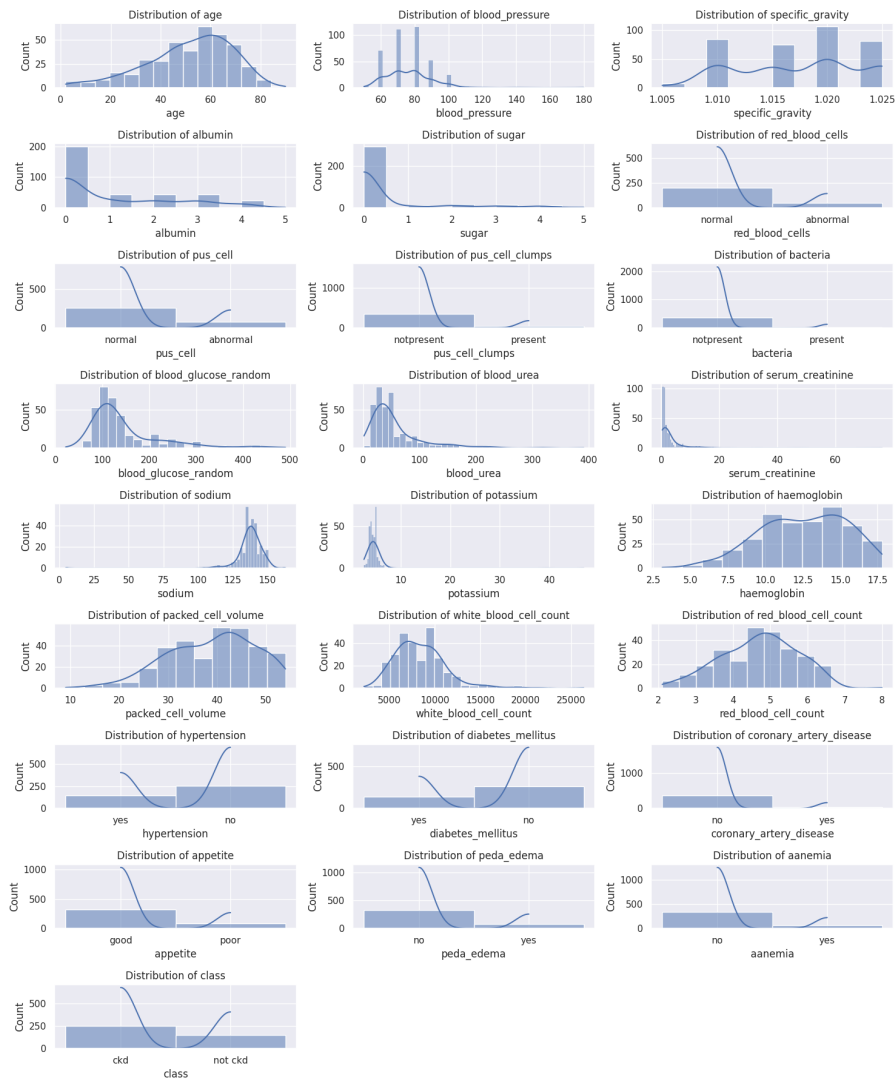 Distribution of age
Count
50
25
0
0 20 40 60 80
age
Distribution of blood_pressure
Count
100
50
0
60 80 100 120 140 160 180
blood_pressure
Distribution of specific_gravity
Count
100
50
0
1.005 1.010 1.015 1.020 1.025
specific_gravity
Distribution of albumin
Count
200
100
0
0 1 2 3 4 5
albumin
Distribution of sugar
Count
200
0
0 1 2 3 4 5
sugar
Distribution of red_blood_cells
Count
500
250
0
normal abnormal
red_blood_cells
Distribution of pus_cell
Count
500
0
normal abnormal
pus_cell
Distribution of pus_cell_clumps
Count
1000
0
notpresent present
pus_cell_clumps
Distribution of bacteria
Count
2000
1000
0
notpresent present
bacteria
Distribution of blood_glucose_random
Count
50
0
0 100 200 300 400 500
blood_glucose_random
Distribution of blood_urea
Count
50
0
0 100 200 300 400
blood_urea
Distribution of serum_creatinine
Count
100
50
0
0 20 40 60
serum_creatinine
Distribution of sodium
Count
40
20
0
0 25 50 75 100 125 150
sodium
Distribution of potassium
Count
50
0
10 20 30 40
potassium
Distribution of haemoglobin
Count
50
25
0
2.5 5.0 7.5 10.0 12.5 15.0 17.5
haemoglobin
Distribution of packed_cell_volume
Count
40
20
0
10 20 30 40 50
packed_cell_volume
Distribution of white_blood_cell_count
Count
40
20
0
5000 10000 15000 20000 25000
white_blood_cell_count
Distribution of red_blood_cell_count
Count
40
20
0
2 3 4 5 6 7 8
red_blood_cell_count
Distribution of hypertension
Count
500
250
0
yes no
hypertension
Distribution of diabetes_mellitus
Count
500
0
yes no
diabetes_mellitus
Distribution of coronary_artery_disease
Count
1000
0
no yes
coronary_artery_disease
Distribution of appetite
Count
1000
500
0
good poor
appetite
Distribution of peda_edema
Count
1000
500
0
no yes
peda_edema
Distribution of aanemia
Count
1000
500
0
no yes
aanemia
Distribution of class
Count
500
250
0
ckd not ckd
class